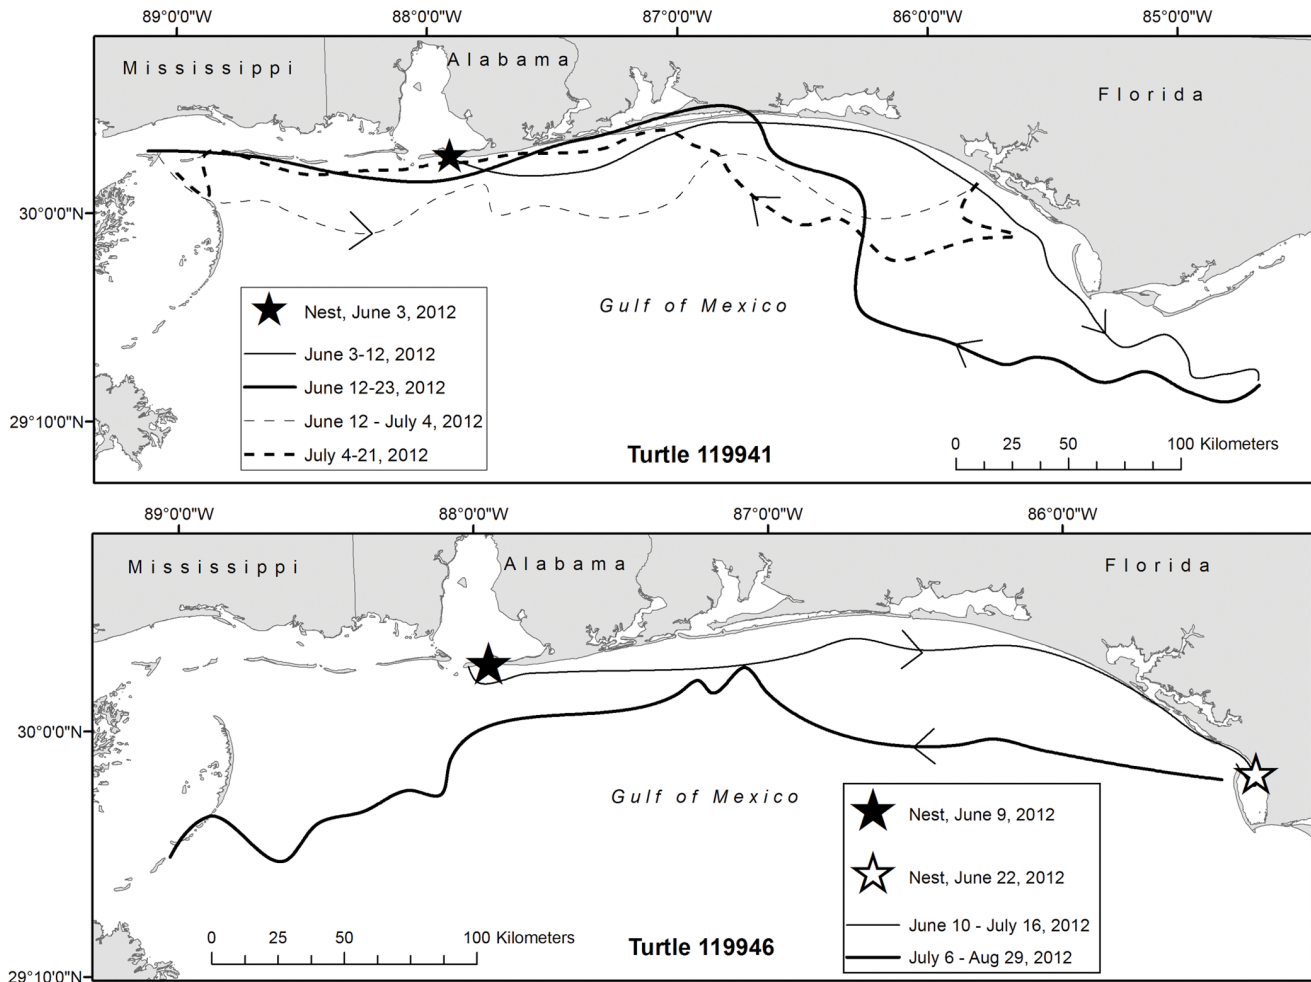 89°0'0"W 88°0'0"W 87°0'0"W 86°0'0"W 85°0'0"W
Mississippi
Alabama
Florida
30°0'0"N
Gulf of Mexico
Nest, June 3, 2012
June 3-12, 2012
June 12-23, 2012
June 12 - July 4, 2012
July 4-21, 2012
29°10'0"N
Turtle 119941
0 25 50 100 Kilometers
89°0'0"W 88°0'0"W 87°0'0"W 86°0'0"W
Mississippi
Alabama
Florida
30°0'0"N
Gulf of Mexico
Nest, June 9, 2012
Nest, June 22, 2012
June 10 - July 16, 2012
July 6 - Aug 29, 2012
0 25 50 100 Kilometers
Turtle 119946
29°10'0"N